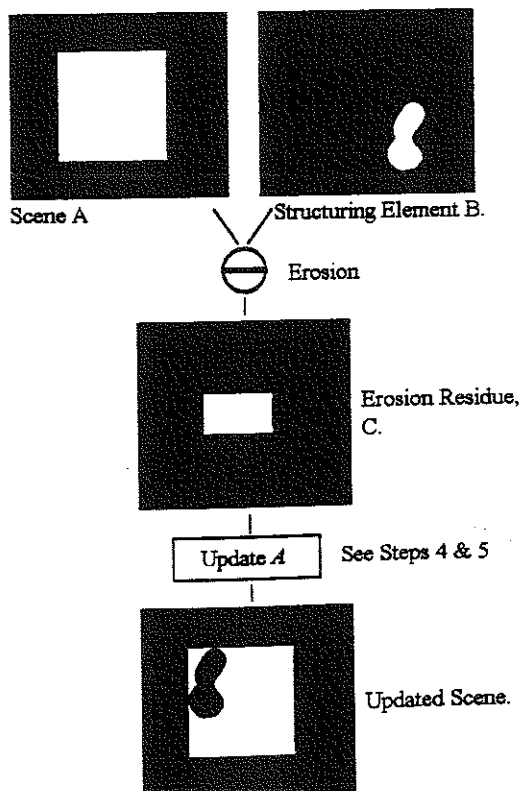 Scene A
Structuring Element B.
Erosion
Erosion Residue,
C.
Update A
See Steps 4 & 5
Updated Scene.